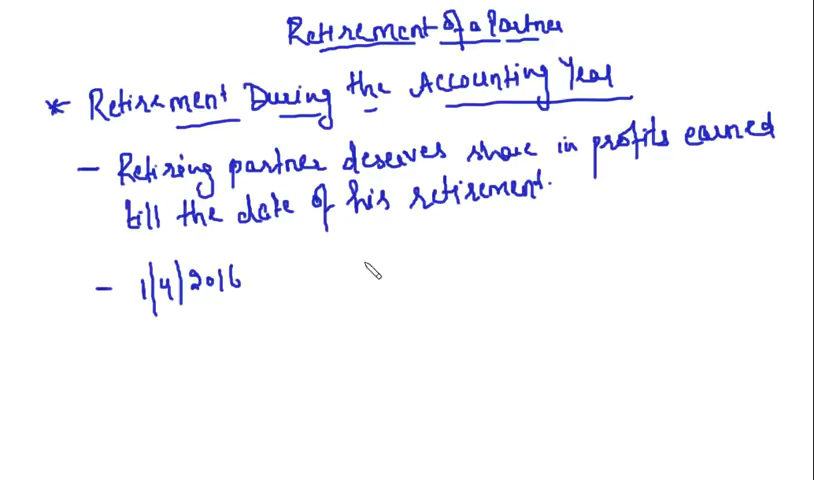 Retirement of a Partner
* Retirement During the Accounting Year
- Retiring partner deserves share in profits earned
till the date of his retirement.
- 1/4/2016